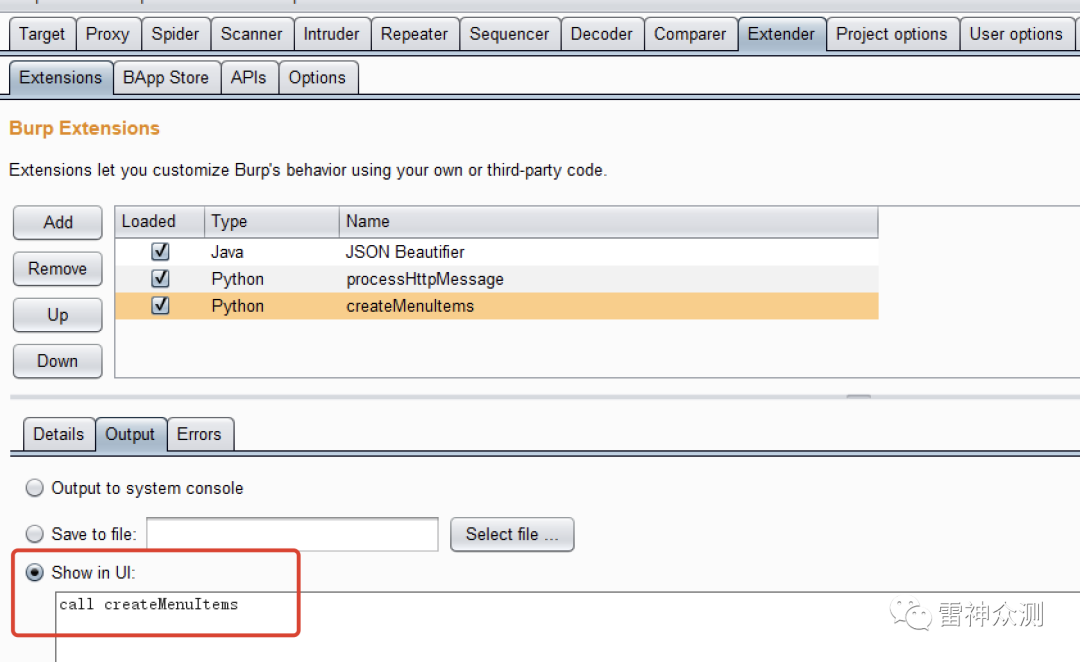 Target Proxy Spider Scanner Intruder Repeater Sequencer Decoder Comparer Extender Project options User options
Extensions BApp Store APIs Options
Burp Extensions
Extensions let you customize Burp's behavior using your own or third-party code.
Add
Remove
Up
Down
Loaded Type Name
Java JSON Beautifier
Python processHttpMessage
Python createMenuItems
Details Output Errors
Output to system console
Save to file: Select file ...
Show in UI:
call createMenuItems
雷神众测